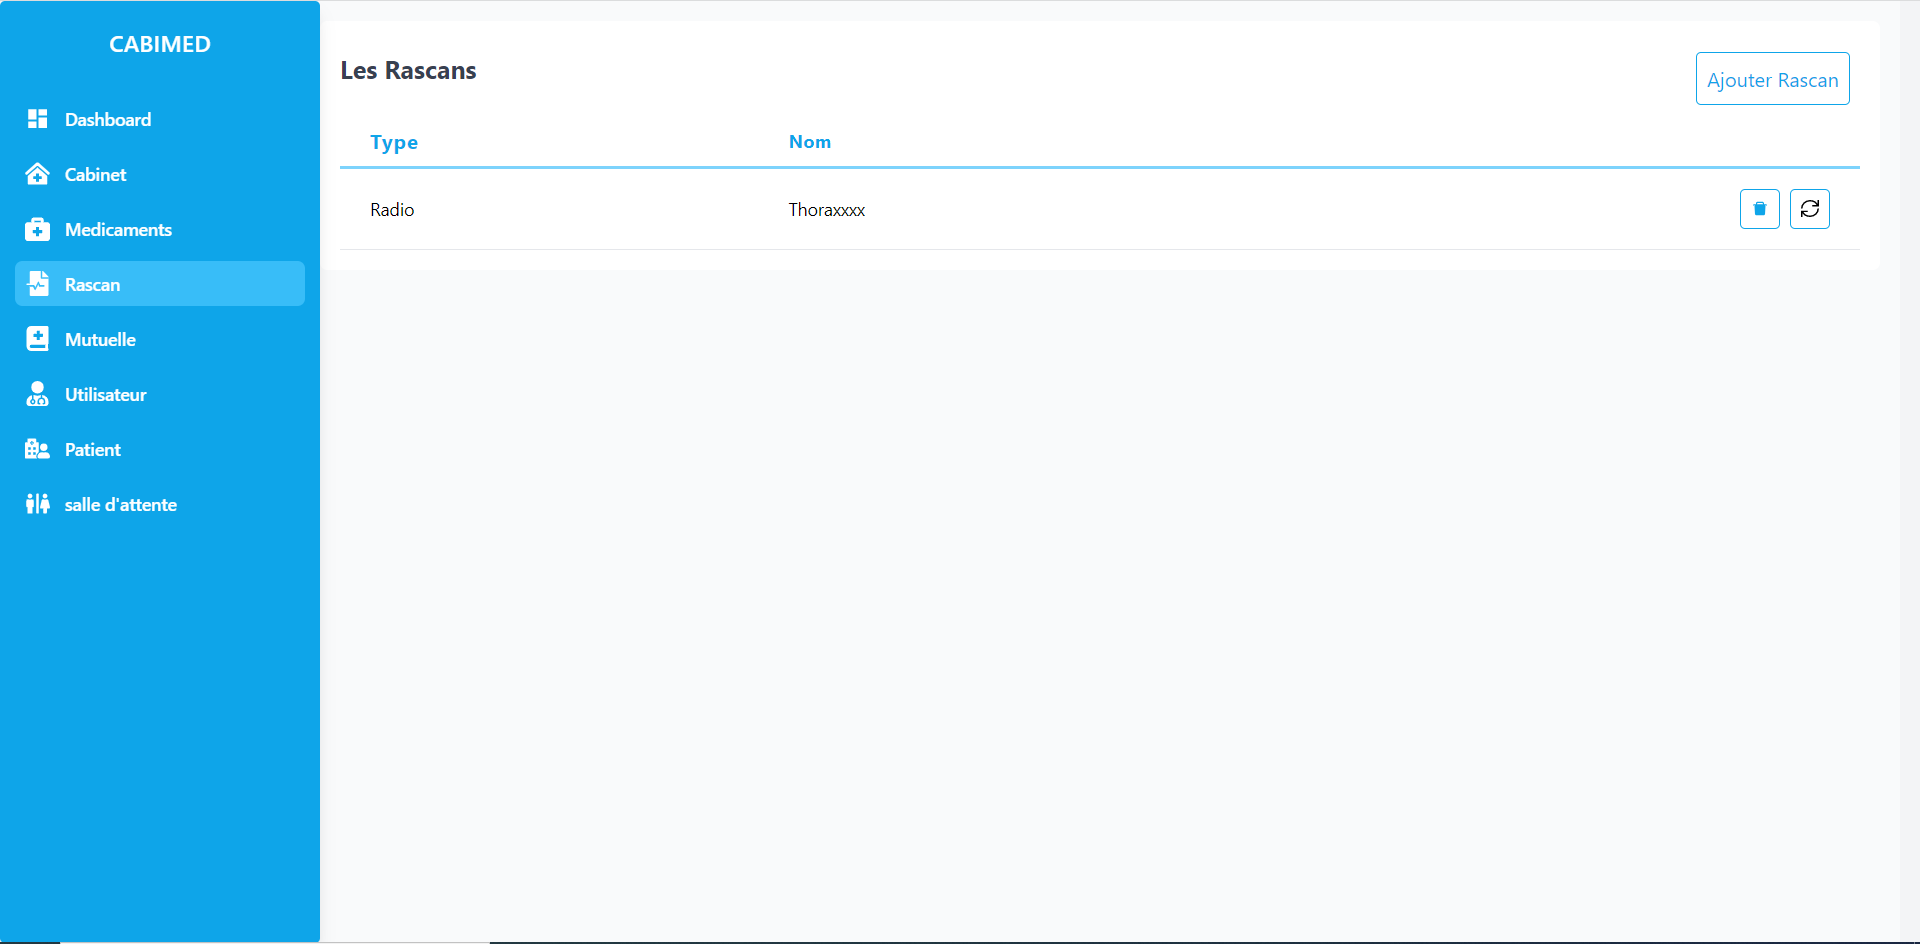 CABIMED
Dashboard
Cabinet
Medicaments
Rascan
Mutuelle
Utilisateur
Patient
salle d'attente
Les Rascans
Ajouter Rascan
Type Nom
Radio Thoraxxxx